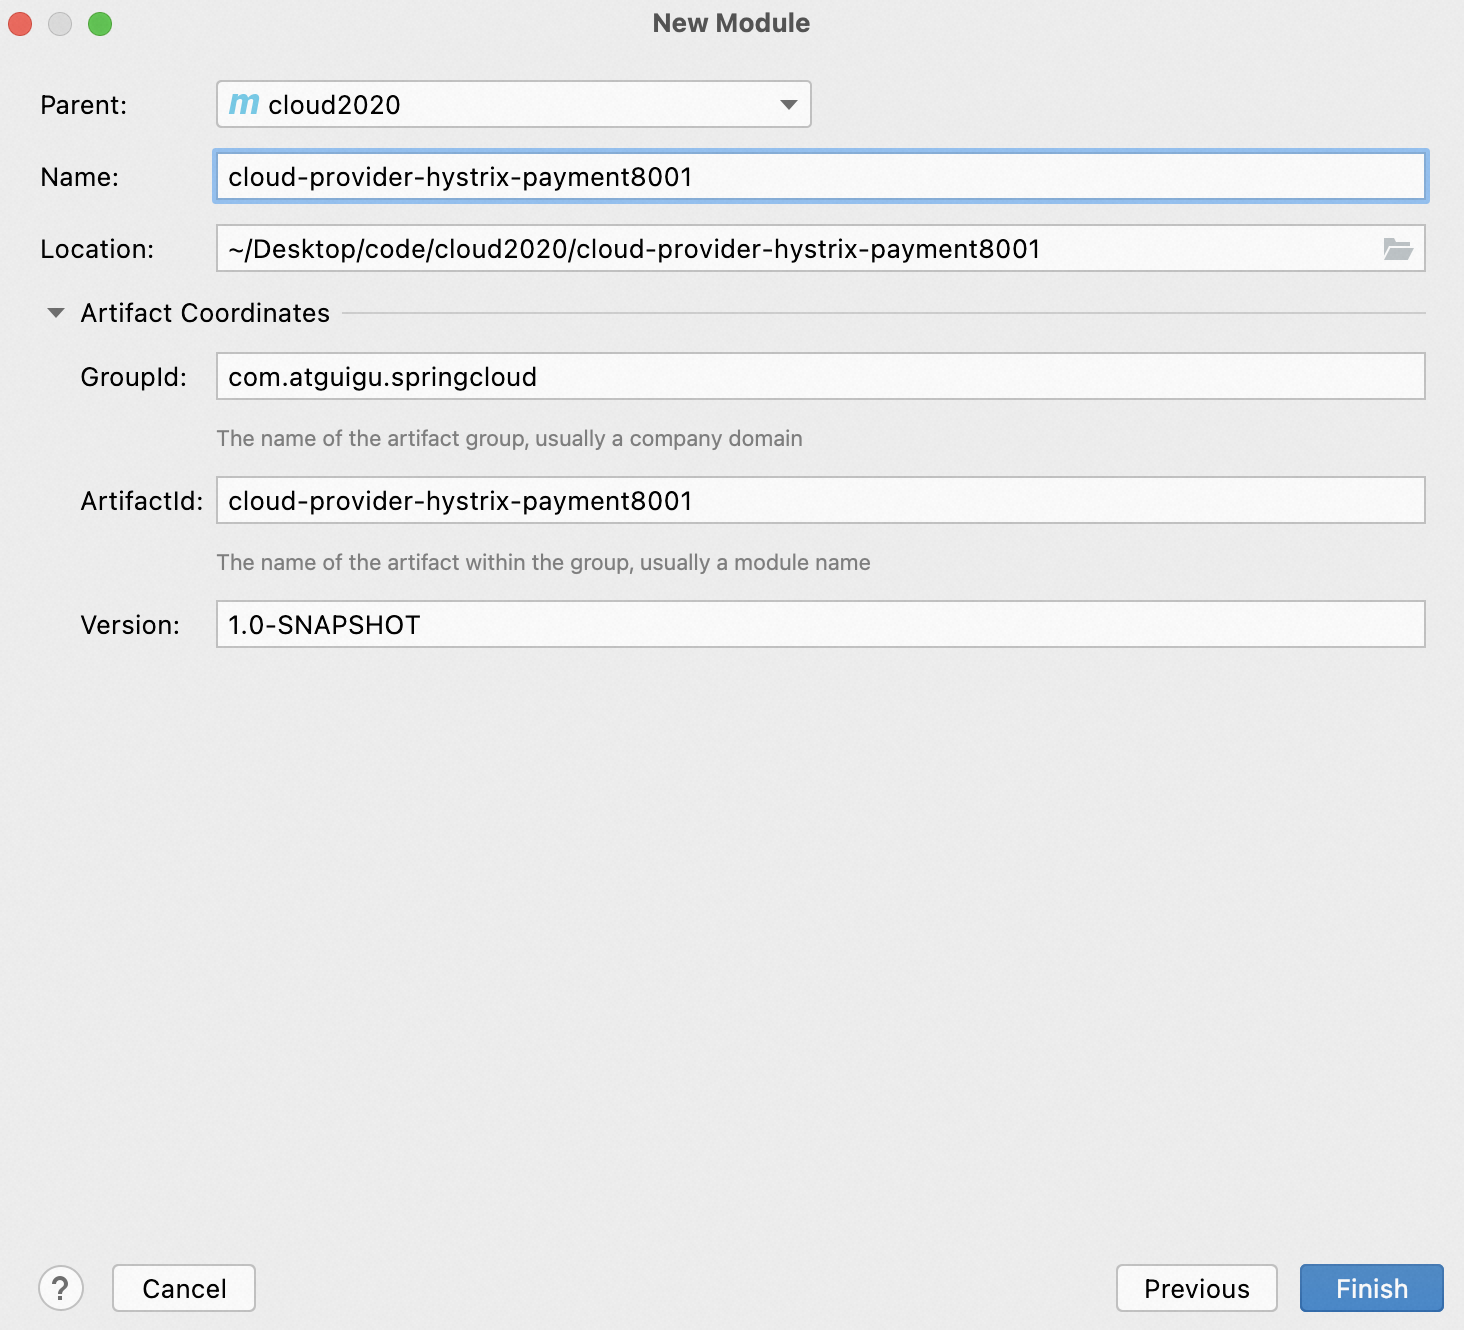 New Module
Parent: m cloud2020
Name: cloud-provider-hystrix-payment8001
Location: ~/Desktop/code/cloud2020/cloud-provider-hystrix-payment8001
Artifact Coordinates
GroupId: com.atguigu.springcloud
The name of the artifact group, usually a company domain
ArtifactId: cloud-provider-hystrix-payment8001
The name of the artifact within the group, usually a module name
Version: 1.0-SNAPSHOT
? Cancel Previous Finish